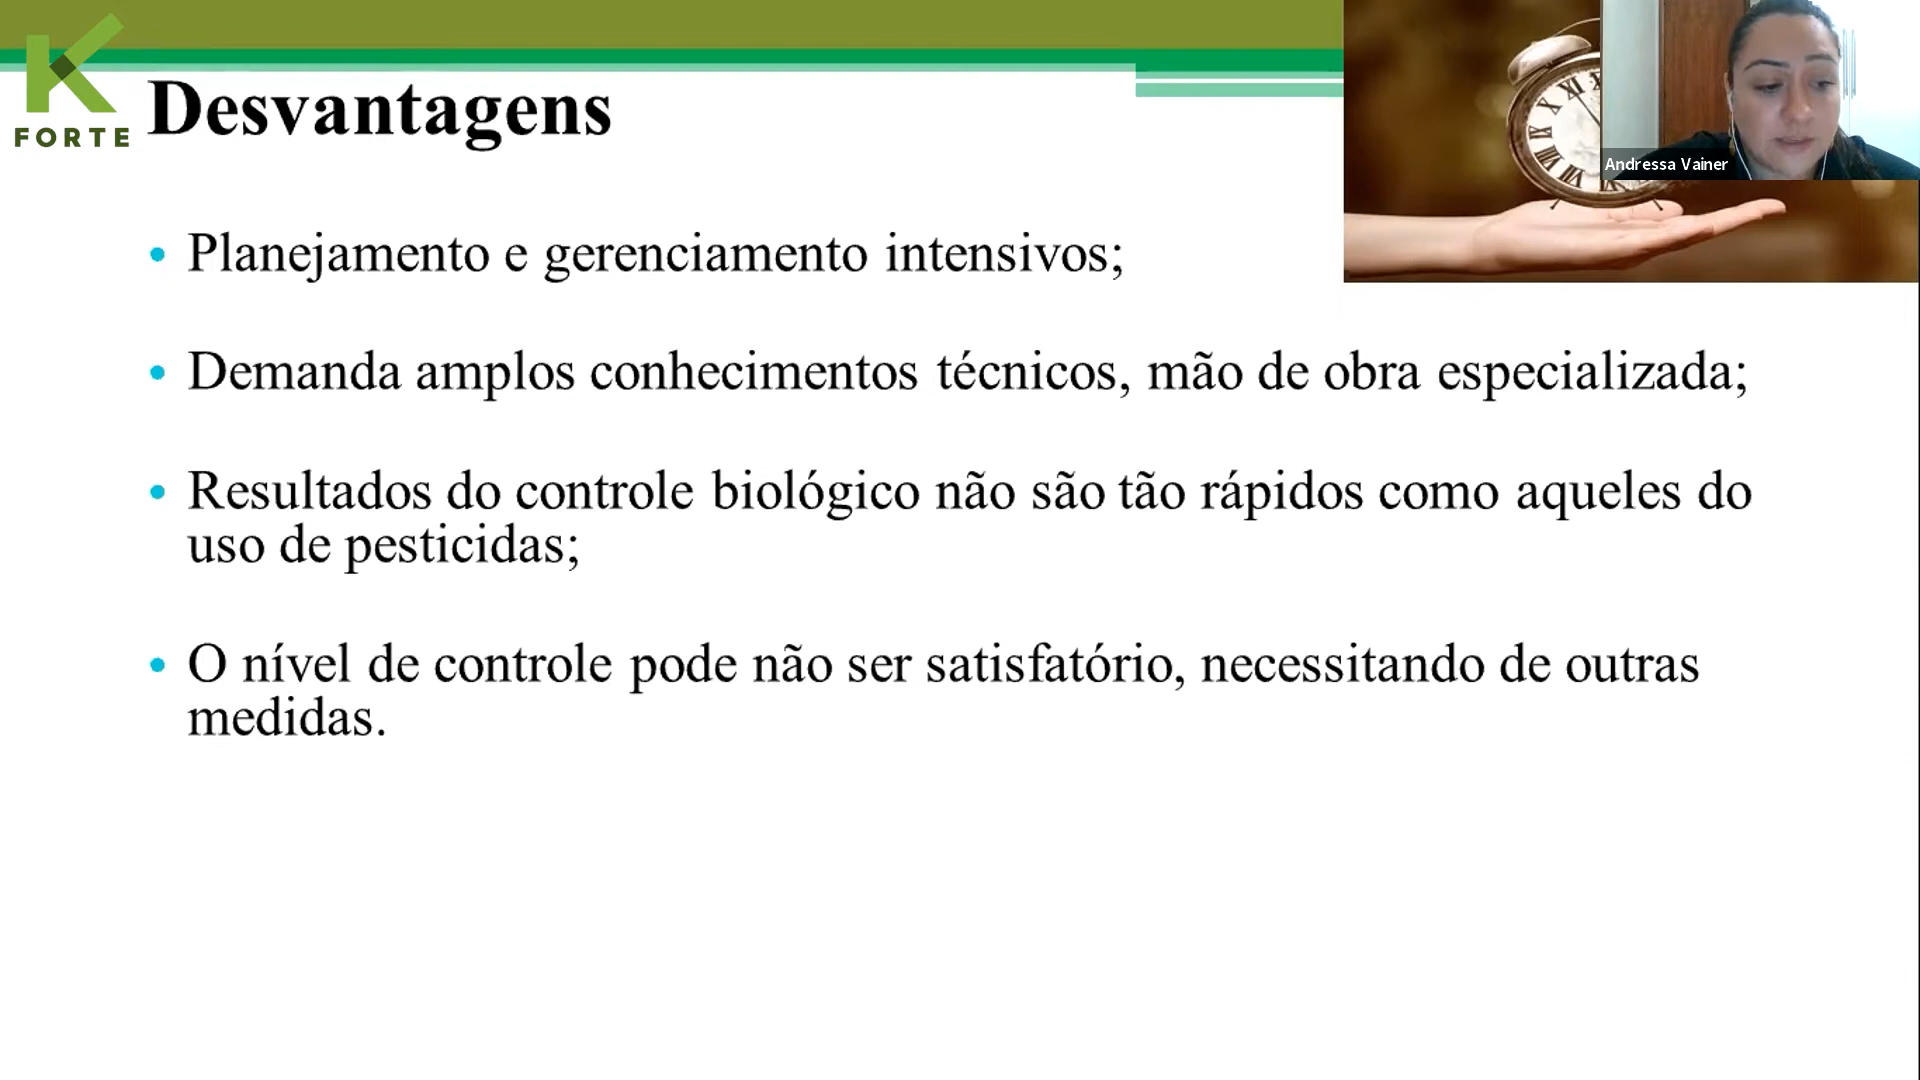 FORTE
Desvantagens
Andressa Vainer
• Planejamento e gerenciamento intensivos;
• Demanda amplos conhecimentos técnicos, mão de obra especializada;
• Resultados do controle biológico não são tão rápidos como aqueles do
uso de pesticidas;
• O nível de controle pode não ser satisfatório, necessitando de outras
medidas.